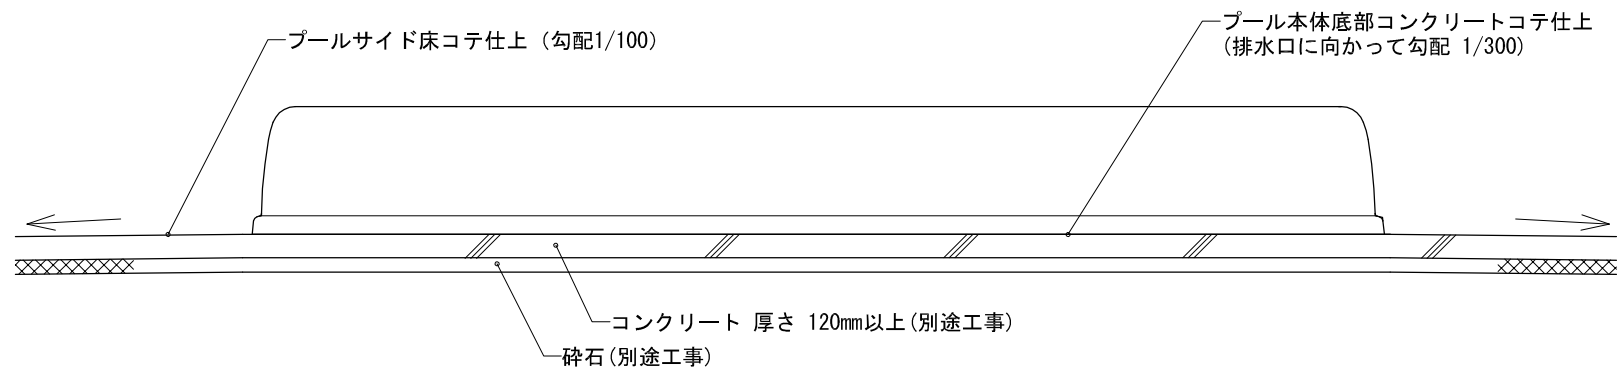 プールサイド床コテ仕上（勾配1/100）
プール本体底部コンクリートコテ仕上
(排水口に向かって勾配 1/300)
コンクリート 厚さ 120mm以上(別途工事)
砕石(別途工事)